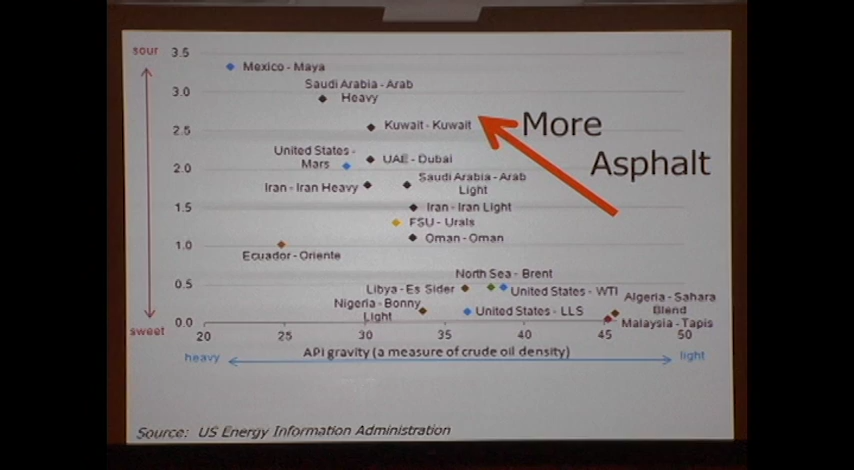 sour
3.5
Mexico - Maya
Saudi Arabia - Arab
3.0
Heavy
Kuwait - Kuwait
More
2.5
United States -
UAE - Dubai
Asphalt
2.0
Mars
Saudi Arabia - Arab
Iran - Iran Heavy
Light
1.5
Iran - Iran Light
FSU - Urals
1.0
Oman - Oman
Ecuador - Oriente
North Sea - Brent
0.5
Libya - Es Sider
United States - WTI
Algeria - Sahara
Nigeria - Bonny
Blend
Light
United States - LLS
0.0
Malaysia - Tapis
sweet
20 25 30 35 40 45 50
heavy
API gravity (a measure of crude oil density)
light
Source: US Energy Information Administration